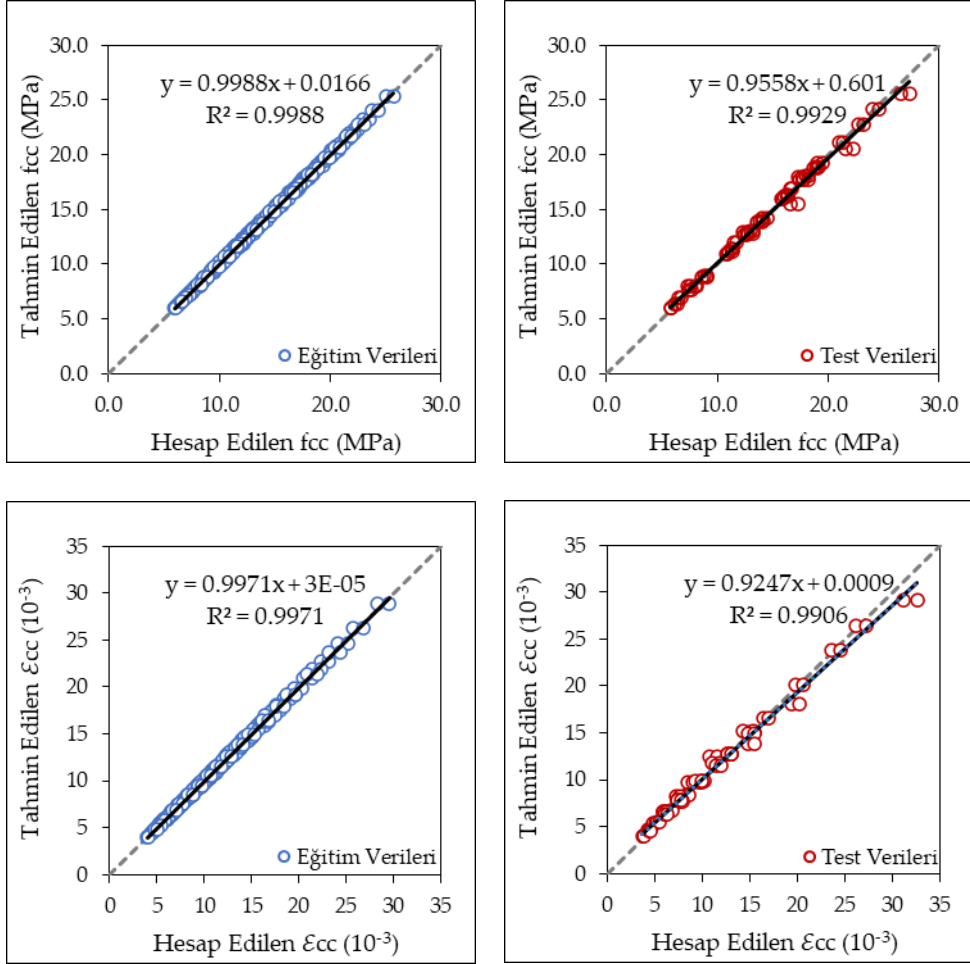 Tahmin Edilen fcc (MPa)
30.0
25.0
20.0
15.0
10.0
5.0
0.0
y = 0.9988x + 0.0166
R² = 0.9988
Eğitim Verileri
0.0 10.0 20.0 30.0
Hesap Edilen fcc (MPa)
Tahmin Edilen fcc (MPa)
30.0
25.0
20.0
15.0
10.0
5.0
0.0
y = 0.9558x + 0.601
R² = 0.9929
Test Verileri
0.0 10.0 20.0 30.0
Hesap Edilen fcc (MPa)
Tahmin Edilen Ɛcc (10⁻³)
35
30
25
20
15
10
5
0
y = 0.9971x + 3E-05
R² = 0.9971
Eğitim Verileri
0 5 10 15 20 25 30 35
Hesap Edilen Ɛcc (10⁻³)
Tahmin Edilen Ɛcc (10⁻³)
35
30
25
20
15
10
5
0
y = 0.9247x + 0.0009
R² = 0.9906
Test Verileri
0 5 10 15 20 25 30 35
Hesap Edilen Ɛcc (10⁻³)